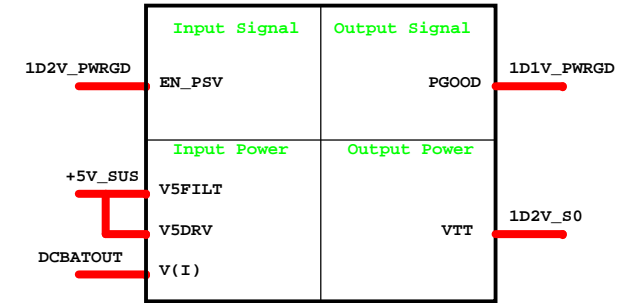 Input Signal
Output Signal
1D2V_PWRGD
EN_PSV
PGOOD
1D1V_PWRGD
Input Power
Output Power
+5V_SUS
V5FILT
V5DRV
VTT
1D2V_S0
DCBATOUT
V(I)